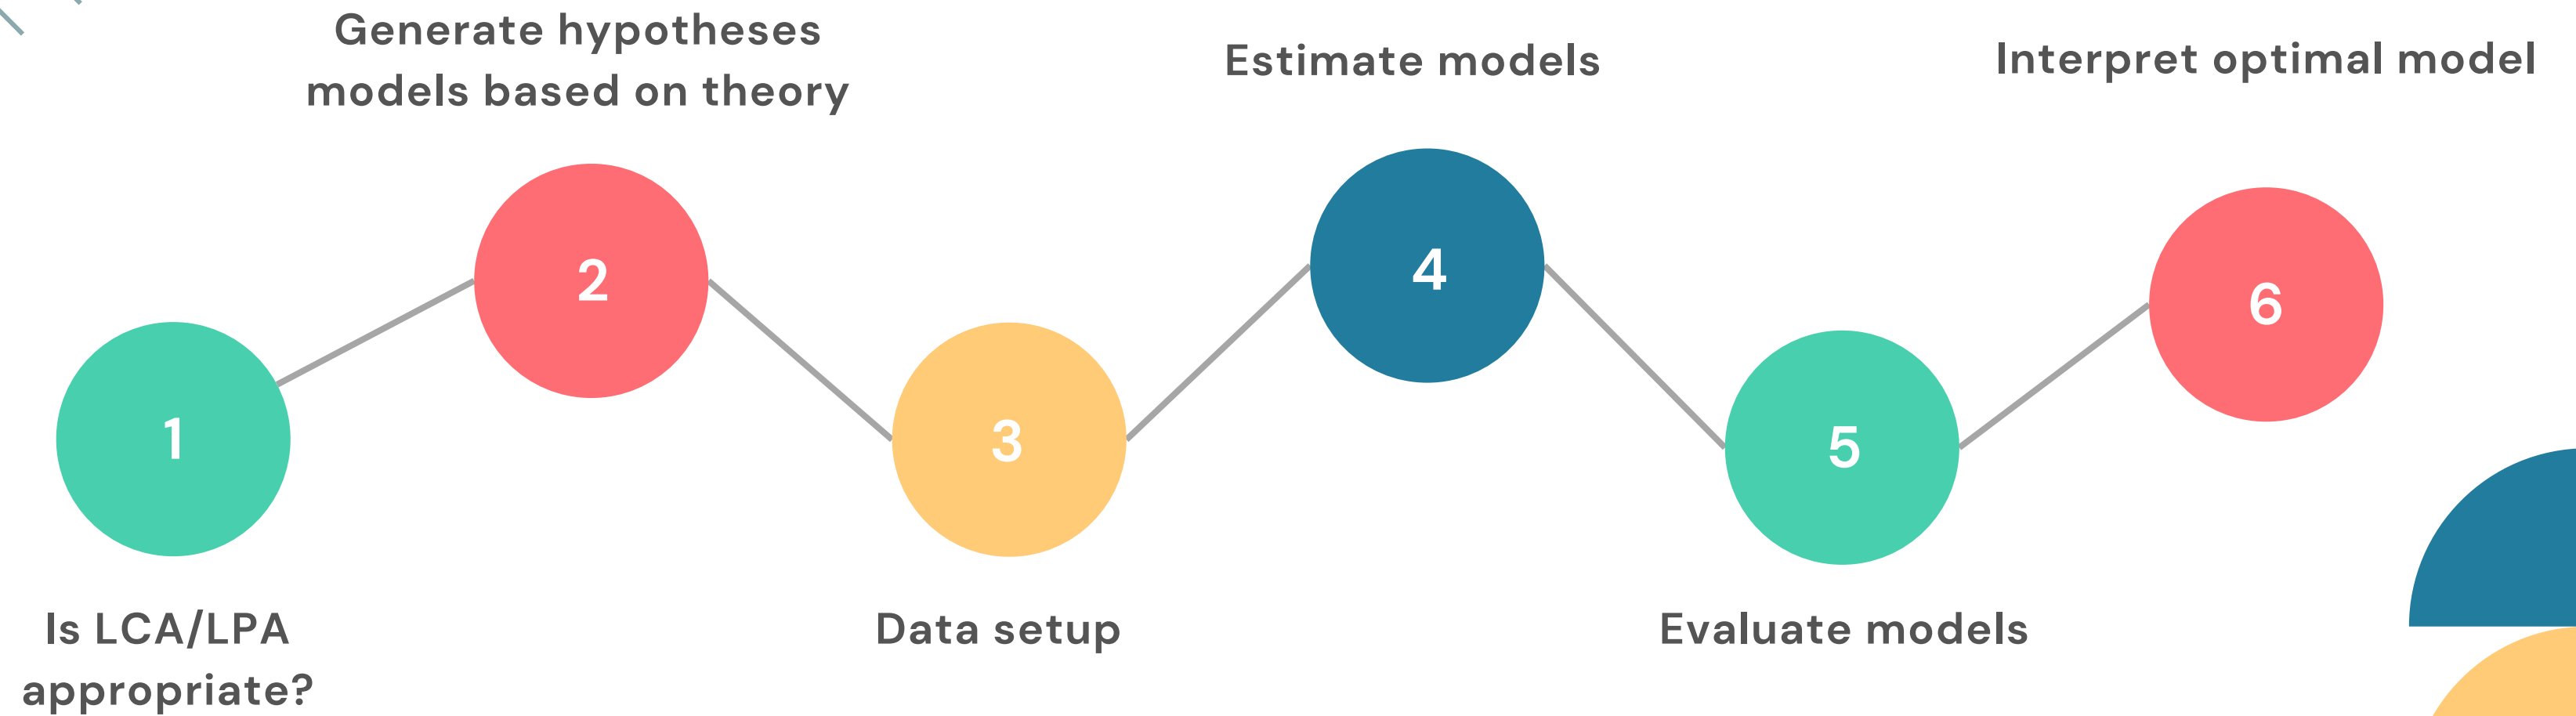 Generate hypotheses
models based on theory
Estimate models
Interpret optimal model
1
2
3
4
5
6
Is LCA/LPA
appropriate?
Data setup
Evaluate models